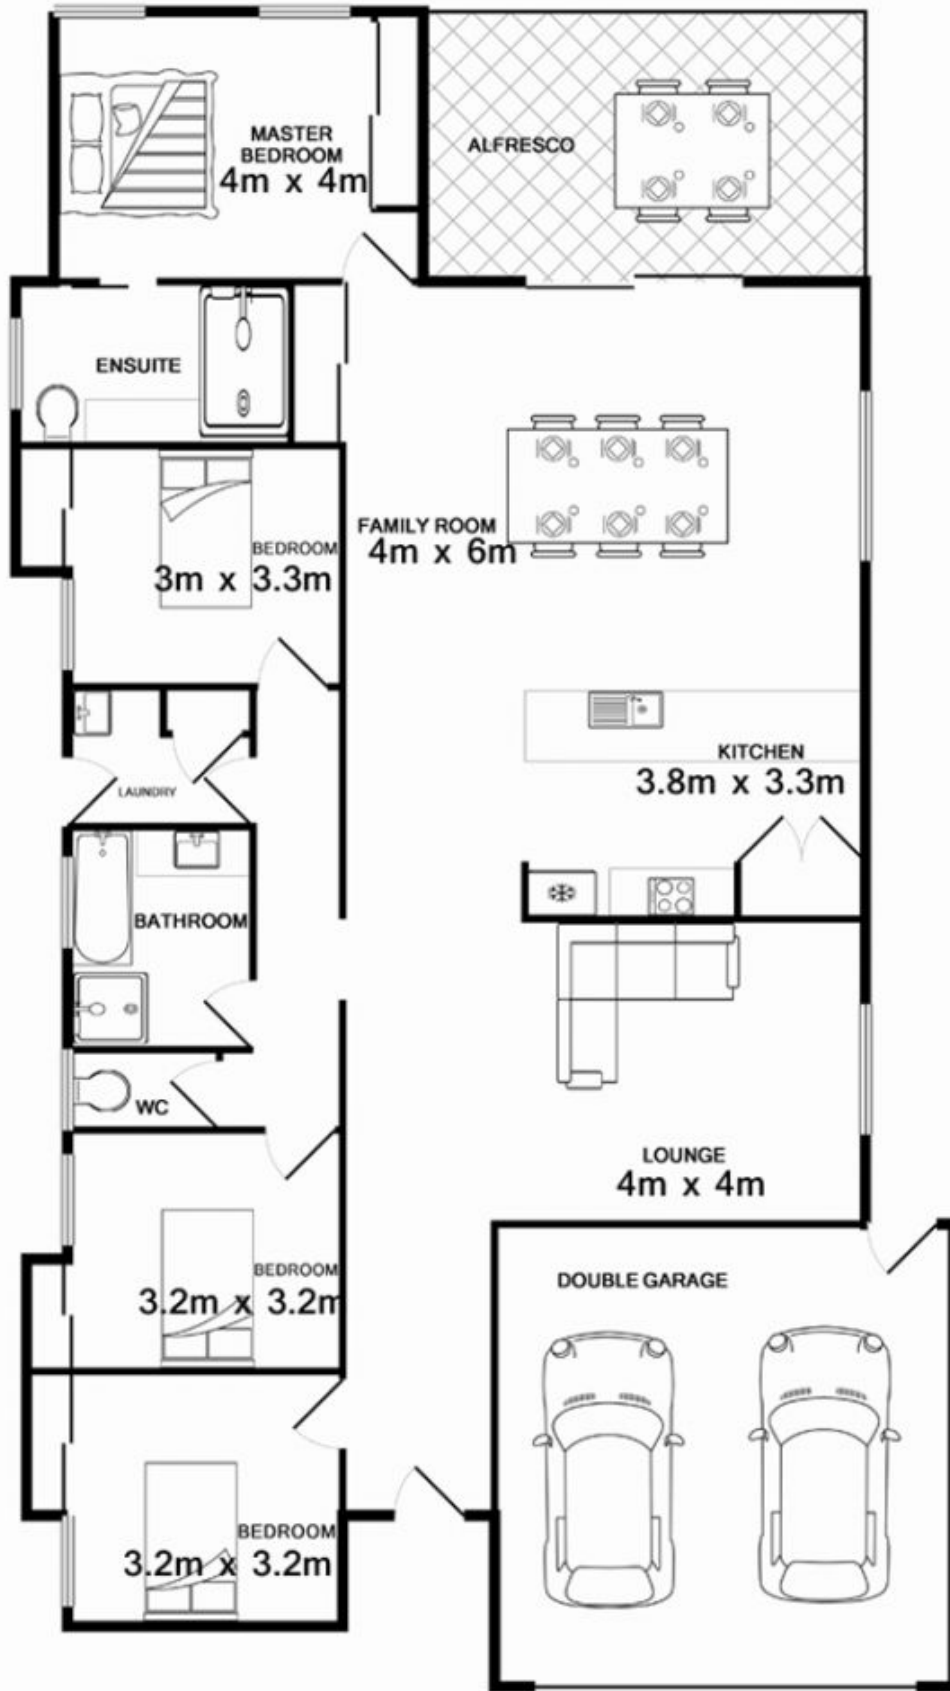 MASTER
BEDROOM
4m x 4m
ALFRESCO
ENSUITE
FAMILY ROOM
4m x 6m
BEDROOM
3m x 3.3m
KITCHEN
3.8m x 3.3m
LAUNDRY
BATHROOM
WC
LOUNGE
4m x 4m
BEDROOM
3.2m x 3.2m
DOUBLE GARAGE
BEDROOM
3.2m x 3.2m